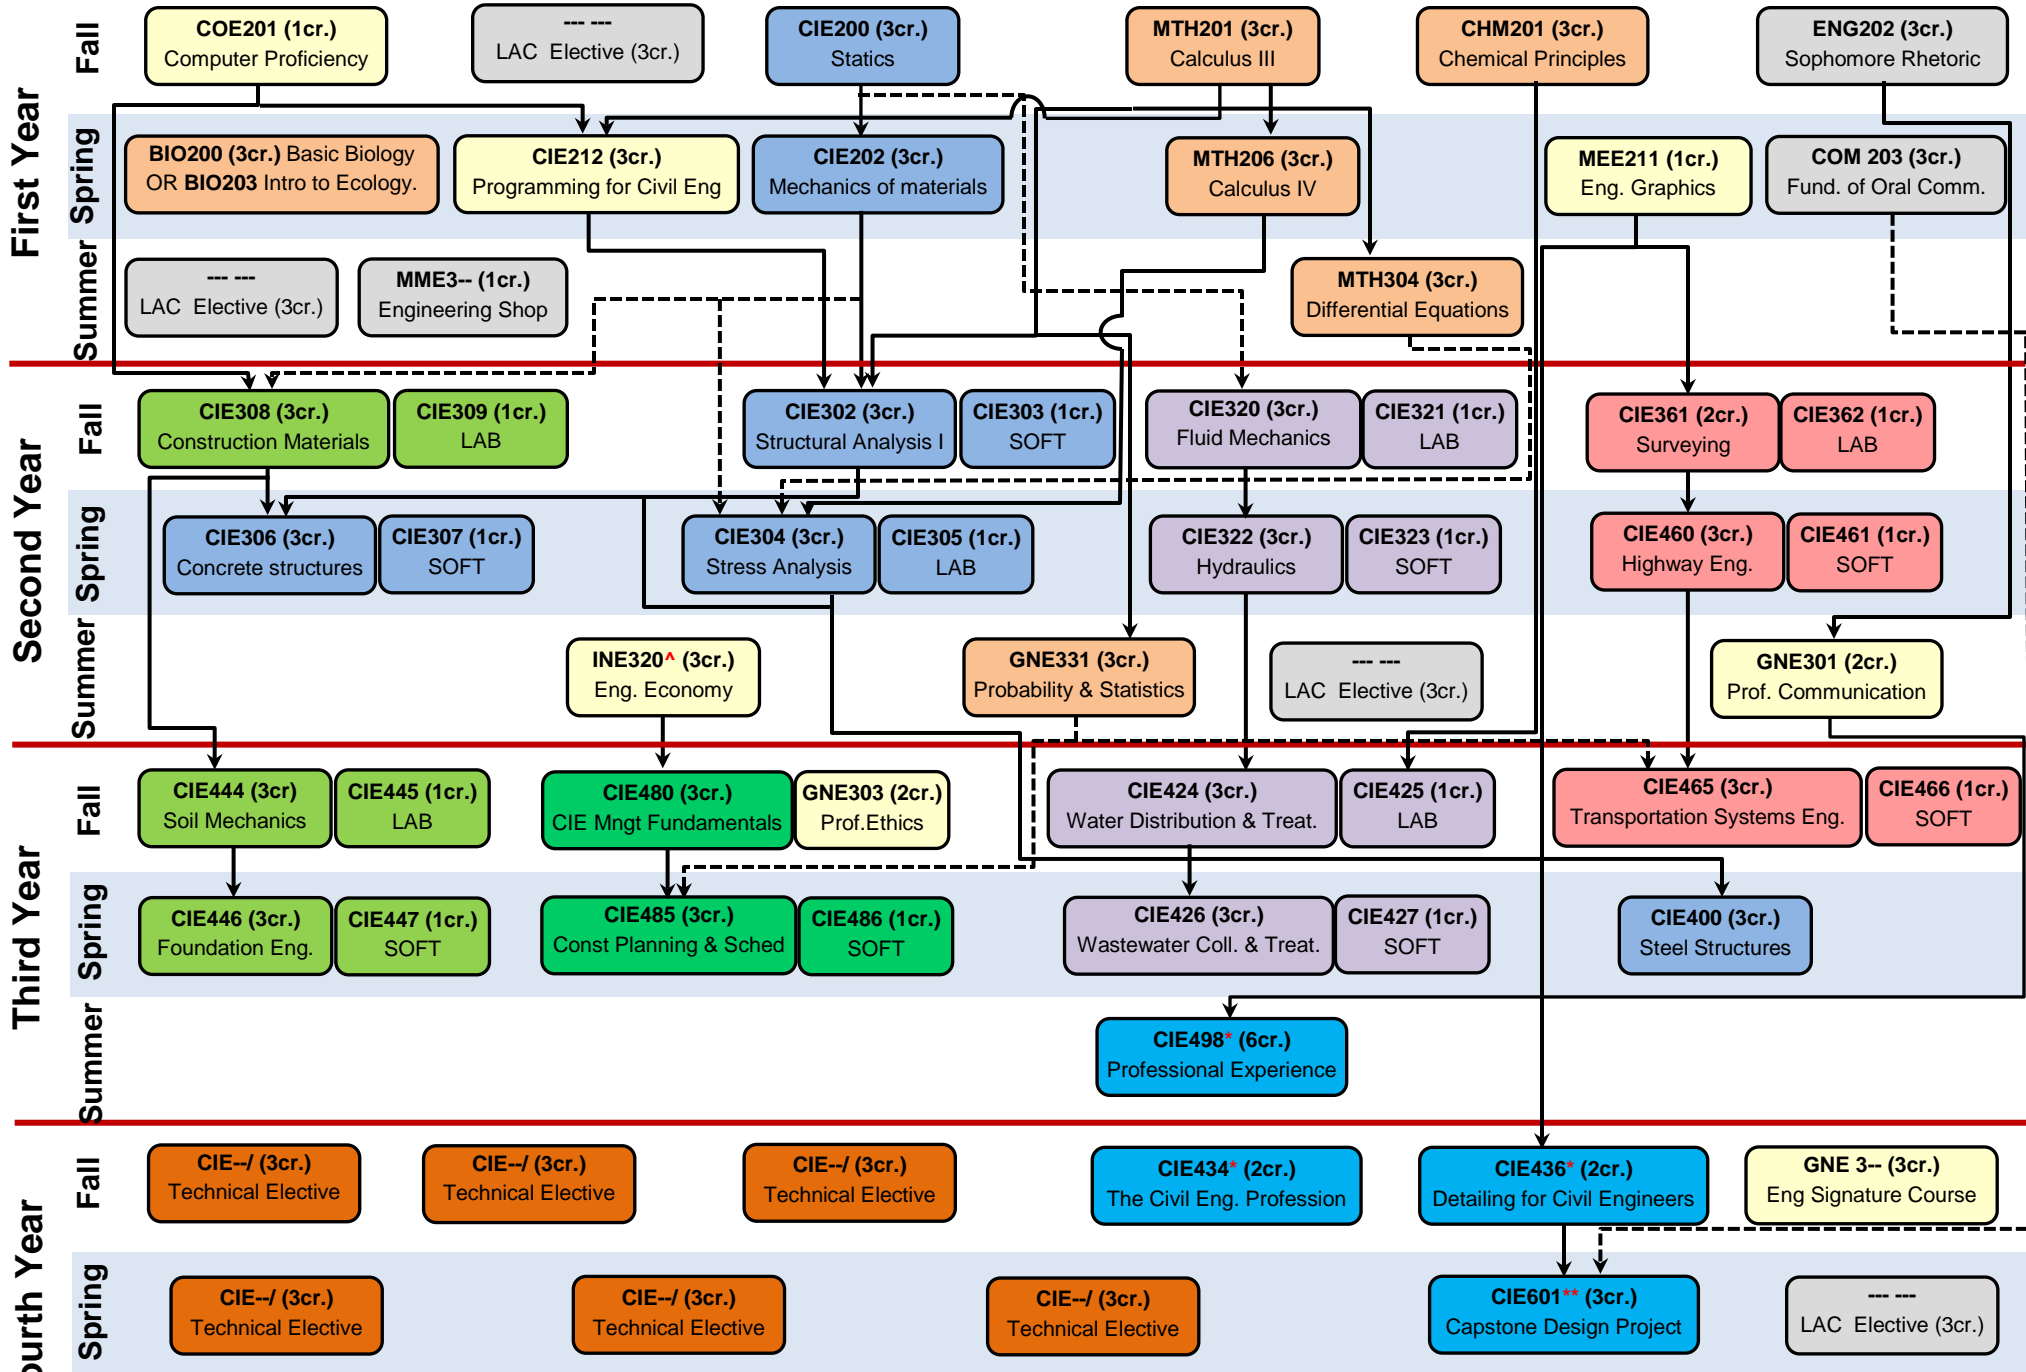 First Year
Fall
COE201 (1cr.)
Computer Proficiency
--- ---
LAC Elective (3cr.)
CIE200 (3cr.)
Statics
MTH201 (3cr.)
Calculus III
CHM201 (3cr.)
Chemical Principles
ENG202 (3cr.)
Sophomore Rhetoric
Spring
BIO200 (3cr.) Basic Biology
OR BIO203 Intro to Ecology.
CIE212 (3cr.)
Programming for Civil Eng
CIE202 (3cr.)
Mechanics of materials
MTH206 (3cr.)
Calculus IV
MEE211 (1cr.)
Eng. Graphics
COM 203 (3cr.)
Fund. of Oral Comm.
Summer
--- ---
LAC Elective (3cr.)
MME3-- (1cr.)
Engineering Shop
MTH304 (3cr.)
Differential Equations
Second Year
Fall
CIE308 (3cr.)
Construction Materials
CIE309 (1cr.)
LAB
CIE302 (3cr.)
Structural Analysis I
CIE303 (1cr.)
SOFT
CIE320 (3cr.)
Fluid Mechanics
CIE321 (1cr.)
LAB
CIE361 (2cr.)
Surveying
CIE362 (1cr.)
LAB
Spring
CIE306 (3cr.)
Concrete structures
CIE307 (1cr.)
SOFT
CIE304 (3cr.)
Stress Analysis
CIE305 (1cr.)
LAB
CIE322 (3cr.)
Hydraulics
CIE323 (1cr.)
SOFT
CIE460 (3cr.)
Highway Eng.
CIE461 (1cr.)
SOFT
Summer
INE320^ (3cr.)
Eng. Economy
GNE331 (3cr.)
Probability & Statistics
--- ---
LAC Elective (3cr.)
GNE301 (2cr.)
Prof. Communication
Third Year
Fall
CIE444 (3cr)
Soil Mechanics
CIE445 (1cr.)
LAB
CIE480 (3cr.)
CIE Mngt Fundamentals
GNE303 (2cr.)
Prof.Ethics
CIE424 (3cr.)
Water Distribution & Treat.
CIE425 (1cr.)
LAB
CIE465 (3cr.)
Transportation Systems Eng.
CIE466 (1cr.)
SOFT
Spring
CIE446 (3cr.)
Foundation Eng.
CIE447 (1cr.)
SOFT
CIE485 (3cr.)
Const Planning & Sched
CIE486 (1cr.)
SOFT
CIE426 (3cr.)
Wastewater Coll. & Treat.
CIE427 (1cr.)
SOFT
CIE400 (3cr.)
Steel Structures
Summer
CIE498* (6cr.)
Professional Experience
ourth Year
Fall
CIE--/ (3cr.)
Technical Elective
CIE--/ (3cr.)
Technical Elective
CIE--/ (3cr.)
Technical Elective
CIE434* (2cr.)
The Civil Eng. Profession
CIE436* (2cr.)
Detailing for Civil Engineers
GNE 3-- (3cr.)
Eng Signature Course
Spring
CIE--/ (3cr.)
Technical Elective
CIE--/ (3cr.)
Technical Elective
CIE--/ (3cr.)
Technical Elective
CIE601** (3cr.)
Capstone Design Project
--- ---
LAC Elective (3cr.)